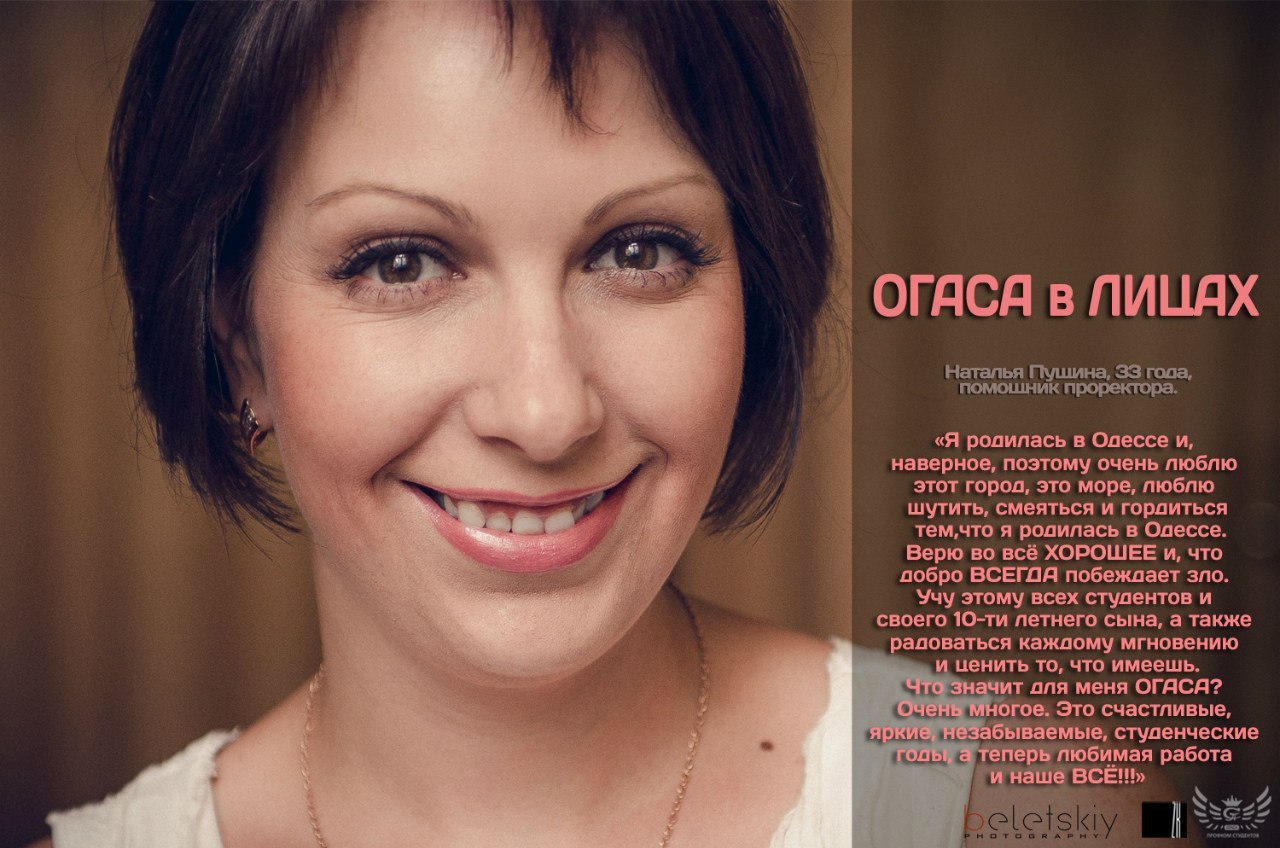 ОГАСА в ЛИЦАХ
Наталья Пущина, 33 года,
помощник проректора.
«Я родилась в Одессе и,
наверное, поэтому очень люблю
этот город, это море, люблю
шутить, смеяться и гордиться
тем,что я родилась в Одессе.
Верю во всё ХОРОШЕЕ и, что
добро ВСЕГДА побеждает зло.
Учу этому всех студентов и
своего 10-ти летнего сына, а также
радоваться каждому мгновению
и ценить то, что имеешь.
Что значит для меня ОГАСА?
Очень многое. Это счастливые,
яркие, незабываемые, студенческие
годы, а теперь любимая работа
и наше ВСЁ!!!»
beletskiy
PHOTOGRAPHY
ПРОФКОМ СТУДЕНТОВ